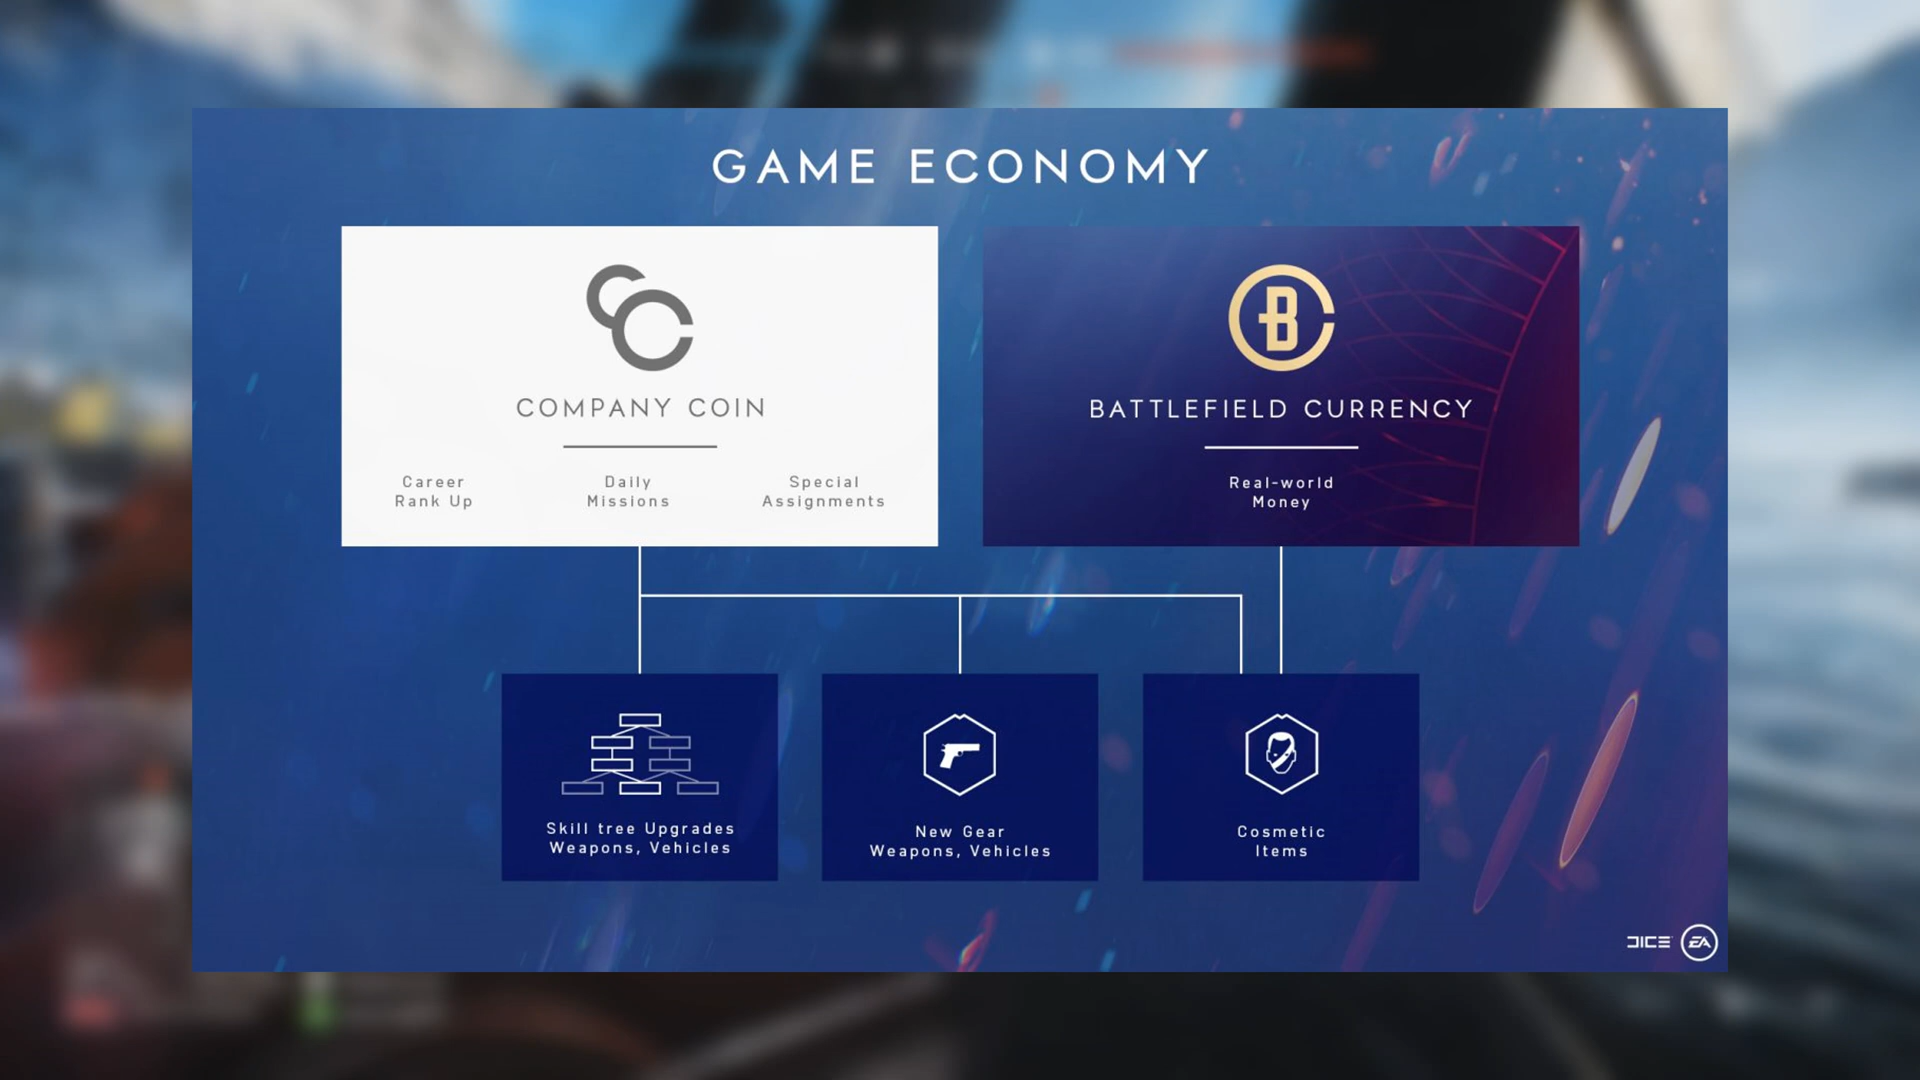 GAME ECONOMY
COMPANY COIN
Career
Rank Up
Daily
Missions
Special
Assignments
BATTLEFIELD CURRENCY
Real-world
Money
Skill tree Upgrades
Weapons, Vehicles
New Gear
Weapons, Vehicles
Cosmetic
Items
DICE EA